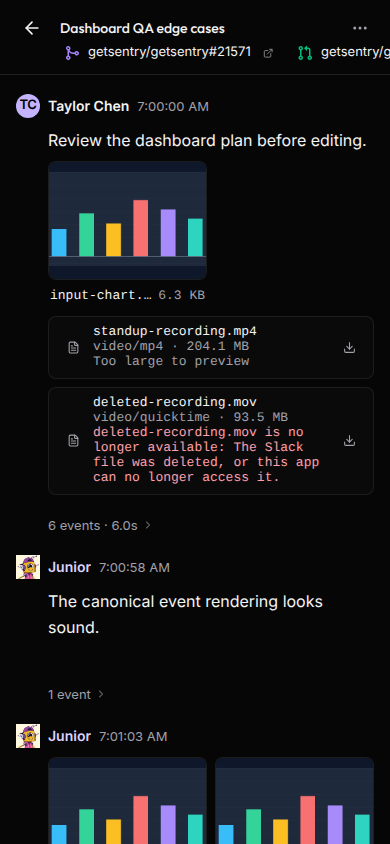 Dashboard QA edge cases
getsentry/getsentry#21571
getsentry/g
TC Taylor Chen 7:00:00 AM
Review the dashboard plan before editing.
input-chart.… 6.3 KB
standup-recording.mp4
video/mp4 · 204.1 MB
Too large to preview
deleted-recording.mov
video/quicktime · 93.5 MB
deleted-recording.mov is no
longer available: The Slack
file was deleted, or this app
can no longer access it.
6 events · 6.0s
Junior 7:00:58 AM
The canonical event rendering looks
sound.
1 event
Junior 7:01:03 AM